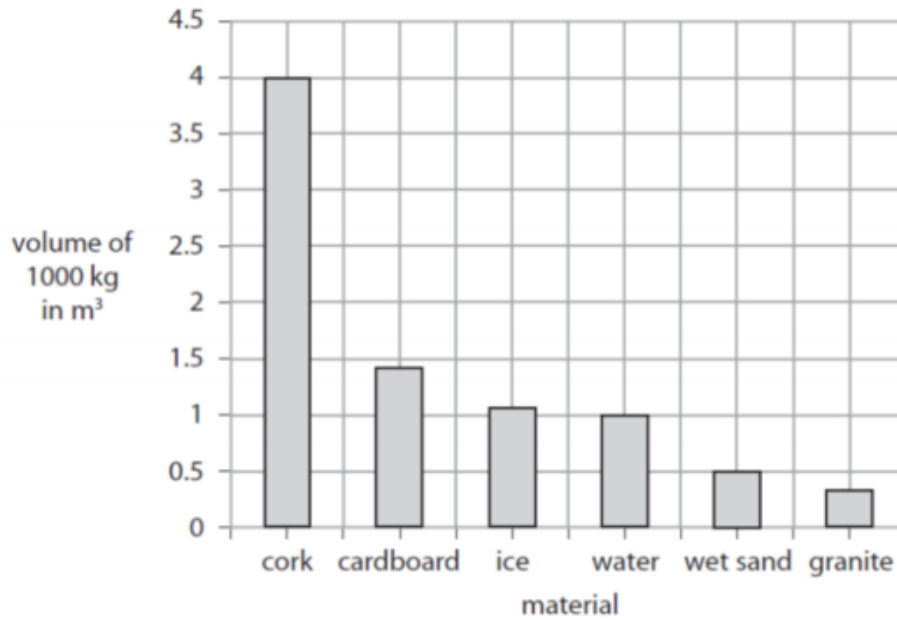 4.5
4
3.5
3
2.5
2
1.5
1
0.5
0
volume of
1000 kg
in m³
cork cardboard ice water wet sand granite
material